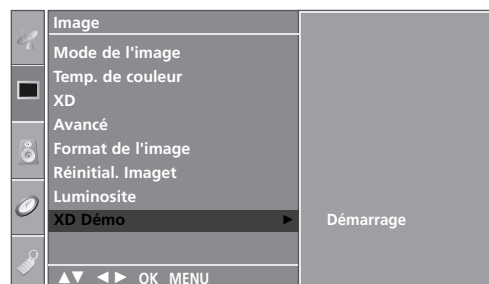 Image
Mode de l'image
Temp. de couleur
XD
Avancé
Format de l'image
Réinitial. Imaget
Luminosite
XD Démo ► Démarrage
▲▼ ◄► OK MENU